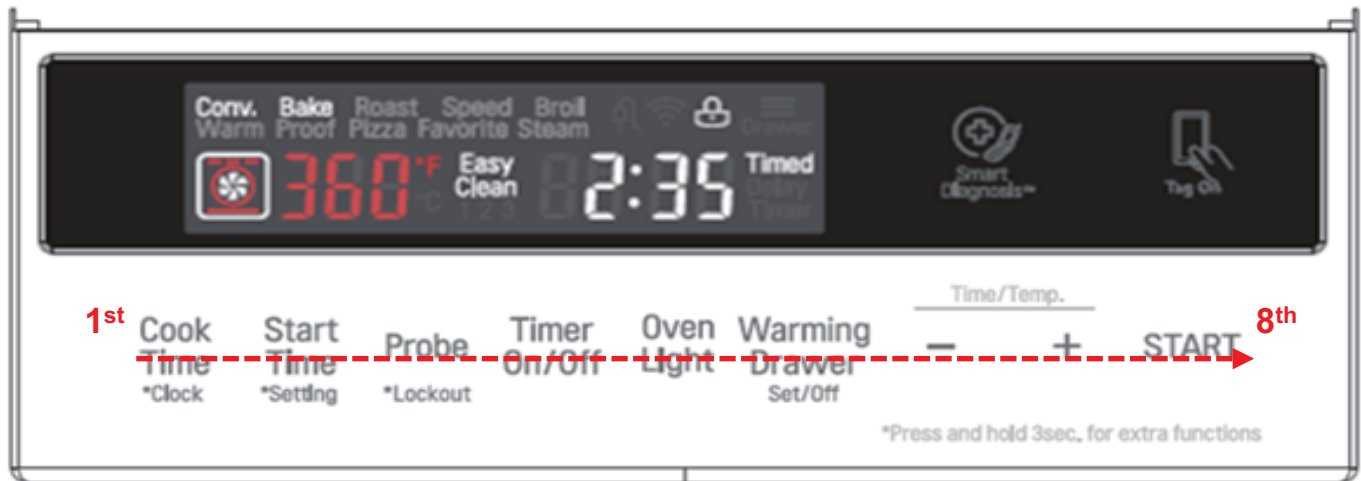 Conv. Bake Roast Speed Broil
Warm Proof Pizza Favorite Steam Drawer
360 °F Easy 2:35 Timed
°C Clean Delay
1 2 3 Timer
Smart
Diagnosis™
Tag On
Time/Temp.
1st Cook Start Probe Timer Oven Warming − + START 8th
Time Time On/Off Light Drawer
*Clock *Setting *Lockout Set/Off
*Press and hold 3sec. for extra functions